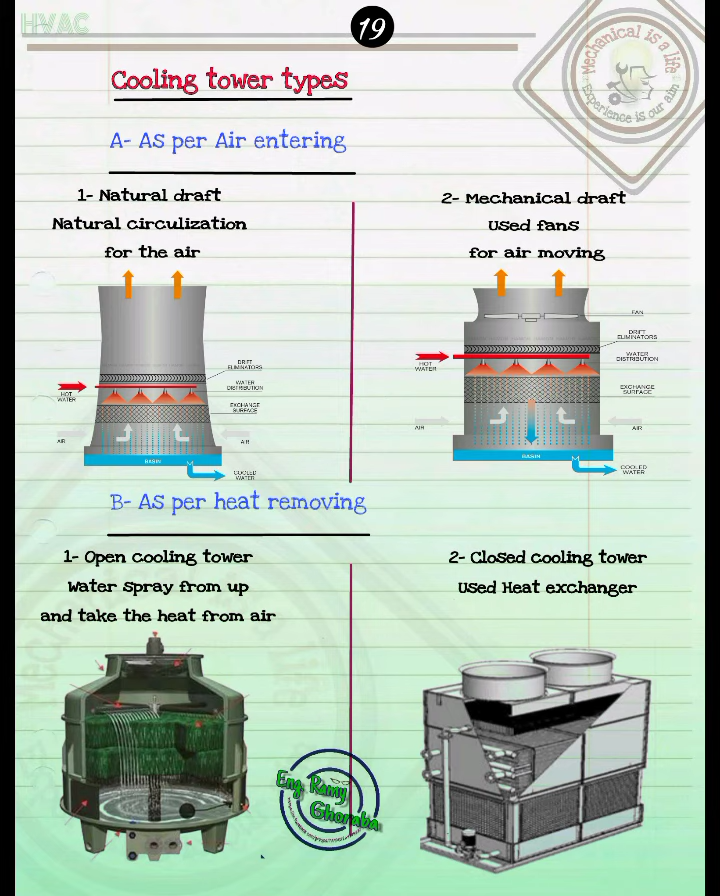 HVAC
19
Mechanical is a life
Experience is our aim
Cooling tower types
A- As per Air entering
1- Natural draft
Natural circulization
for the air
2- Mechanical draft
Used fans
for air moving
DRIFT
ELIMINATORS
WATER
DISTRIBUTION
HOT
WATER
EXCHANGE
SURFACE
AIR
AIR
BASIN
COOLED
WATER
FAN
DRIFT
ELIMINATORS
WATER
DISTRIBUTION
HOT
WATER
EXCHANGE
SURFACE
AIR
AIR
BASIN
COOLED
WATER
B- As per heat removing
1- Open cooling tower
Water spray from up
and take the heat from air
2- Closed cooling tower
Used Heat exchanger
Eng. Ramy
Ghoraba